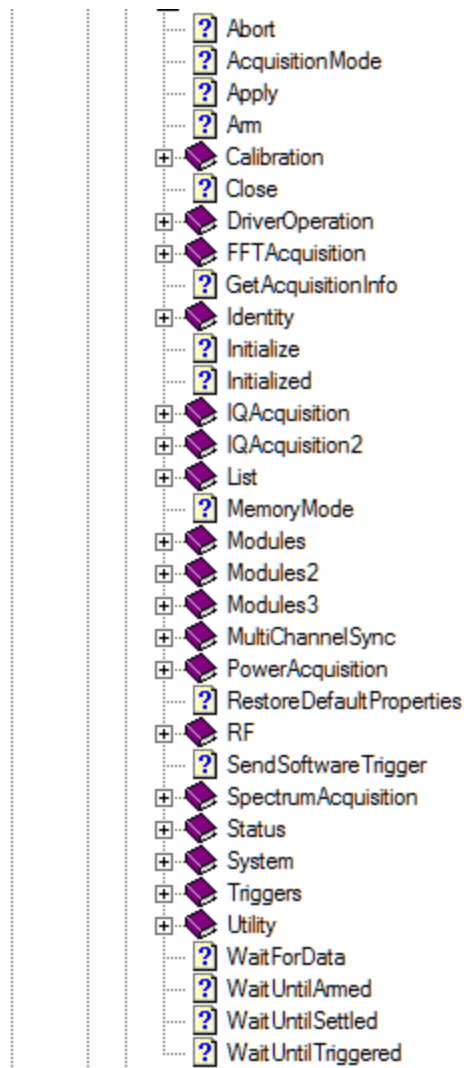 Abort
AcquisitionMode
Apply
Arm
Calibration
Close
DriverOperation
FFTAcquisition
GetAcquisitionInfo
Identity
Initialize
Initialized
IQAcquisition
IQAcquisition2
List
MemoryMode
Modules
Modules2
Modules3
MultiChannelSync
PowerAcquisition
RestoreDefaultProperties
RF
SendSoftwareTrigger
SpectrumAcquisition
Status
System
Triggers
Utility
WaitForData
WaitUntilArmed
WaitUntilSettled
WaitUntilTriggered